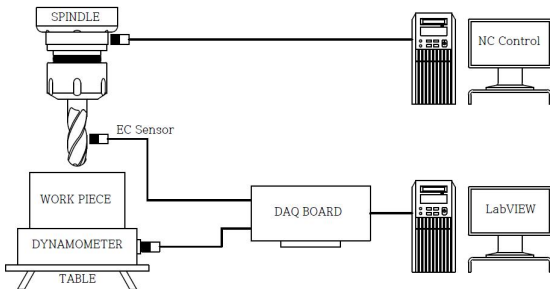 SPINDLE
NC Control
EC Sensor
WORK PIECE
DAQ BOARD
LabVIEW
DYNAMOMETER
TABLE